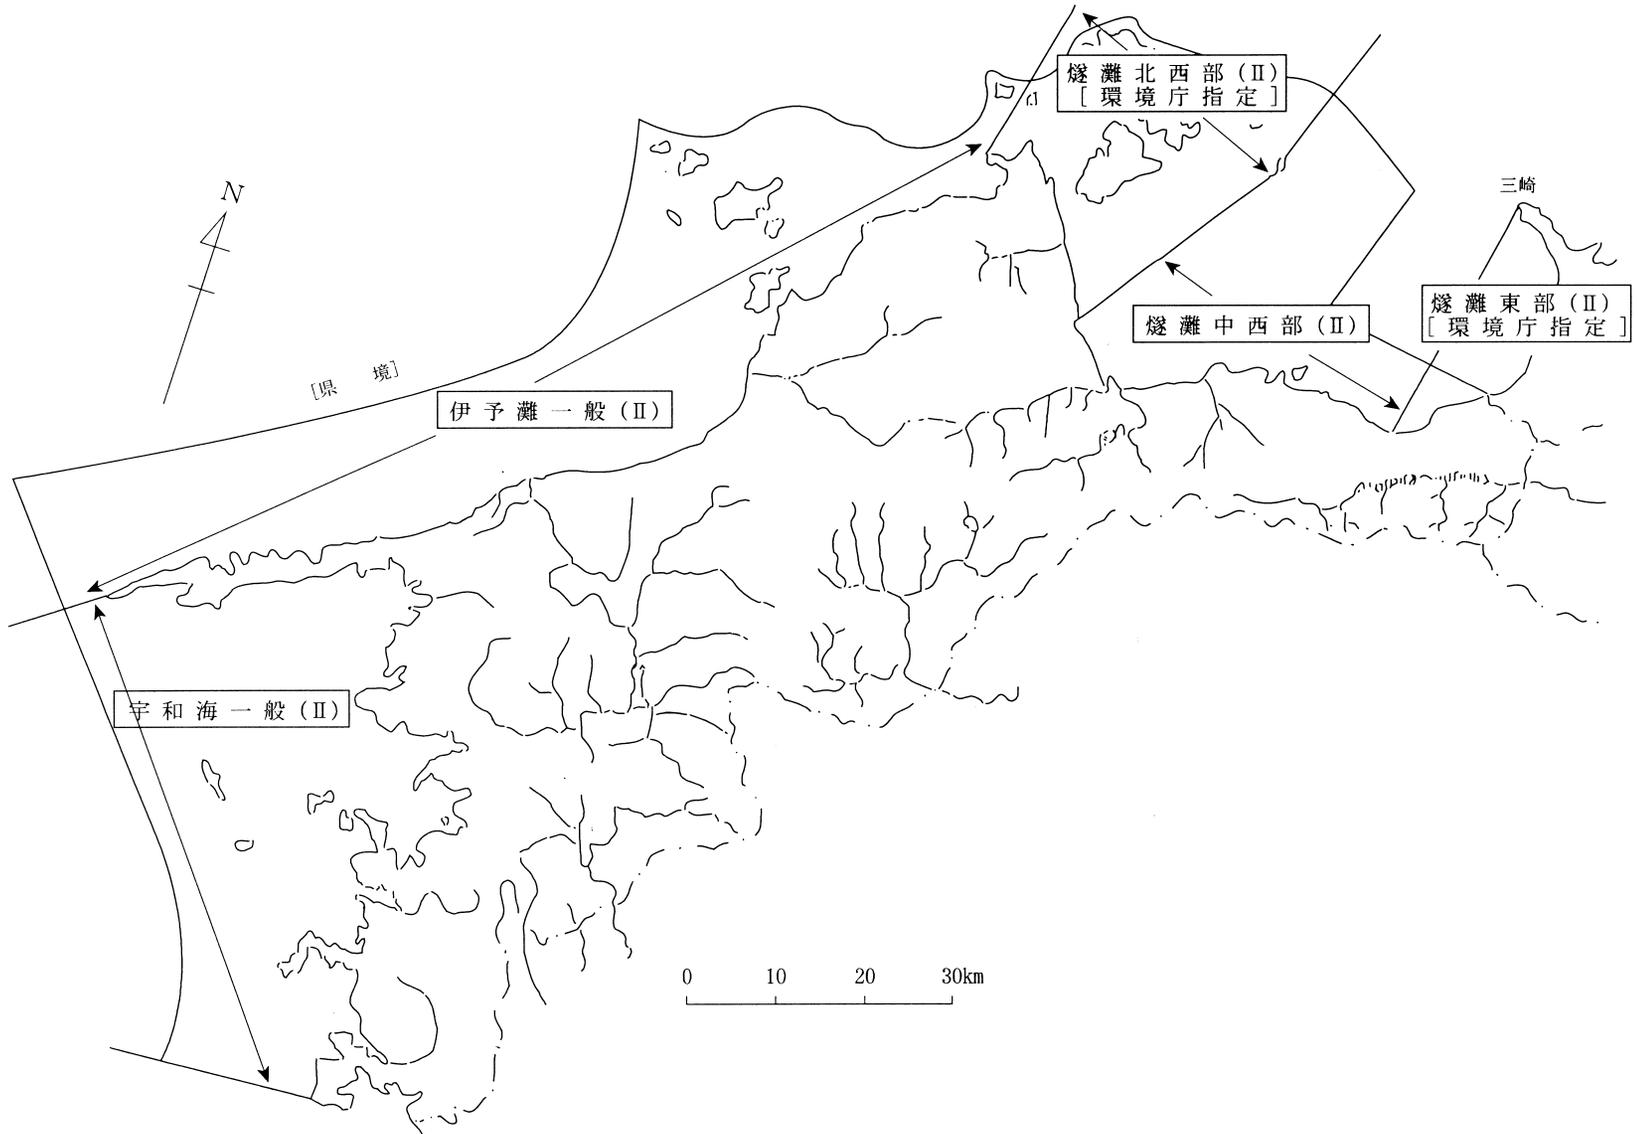 燧灘北西部(II)
[環境庁指定]
三崎
N
燧灘東部(II)
[環境庁指定]
燧灘中西部(II)
[県境]
伊予灘一般(II)
宇和海一般(II)
0 10 20 30km